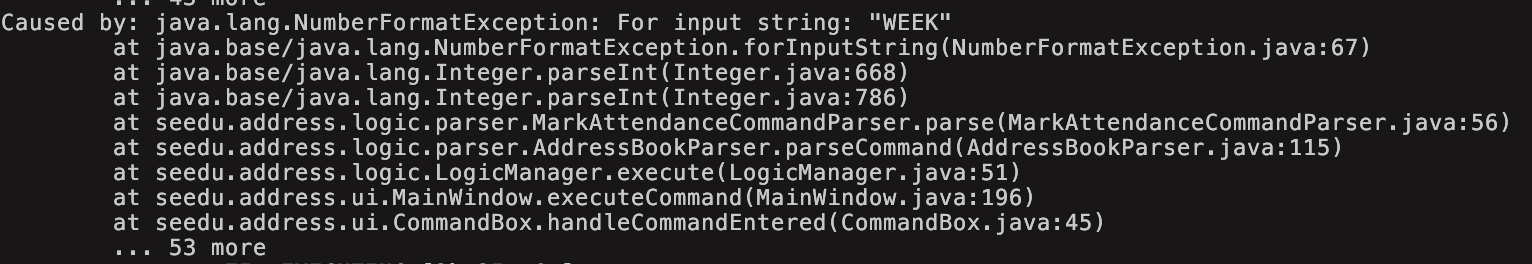 ... 43 more
Caused by: java.lang.NumberFormatException: For input string: "WEEK"
at java.base/java.lang.NumberFormatException.forInputString(NumberFormatException.java:67)
at java.base/java.lang.Integer.parseInt(Integer.java:668)
at java.base/java.lang.Integer.parseInt(Integer.java:786)
at seedu.address.logic.parser.MarkAttendanceCommandParser.parse(MarkAttendanceCommandParser.java:56)
at seedu.address.logic.parser.AddressBookParser.parseCommand(AddressBookParser.java:115)
at seedu.address.logic.LogicManager.execute(LogicManager.java:51)
at seedu.address.ui.MainWindow.executeCommand(MainWindow.java:196)
at seedu.address.ui.CommandBox.handleCommandEntered(CommandBox.java:45)
... 53 more